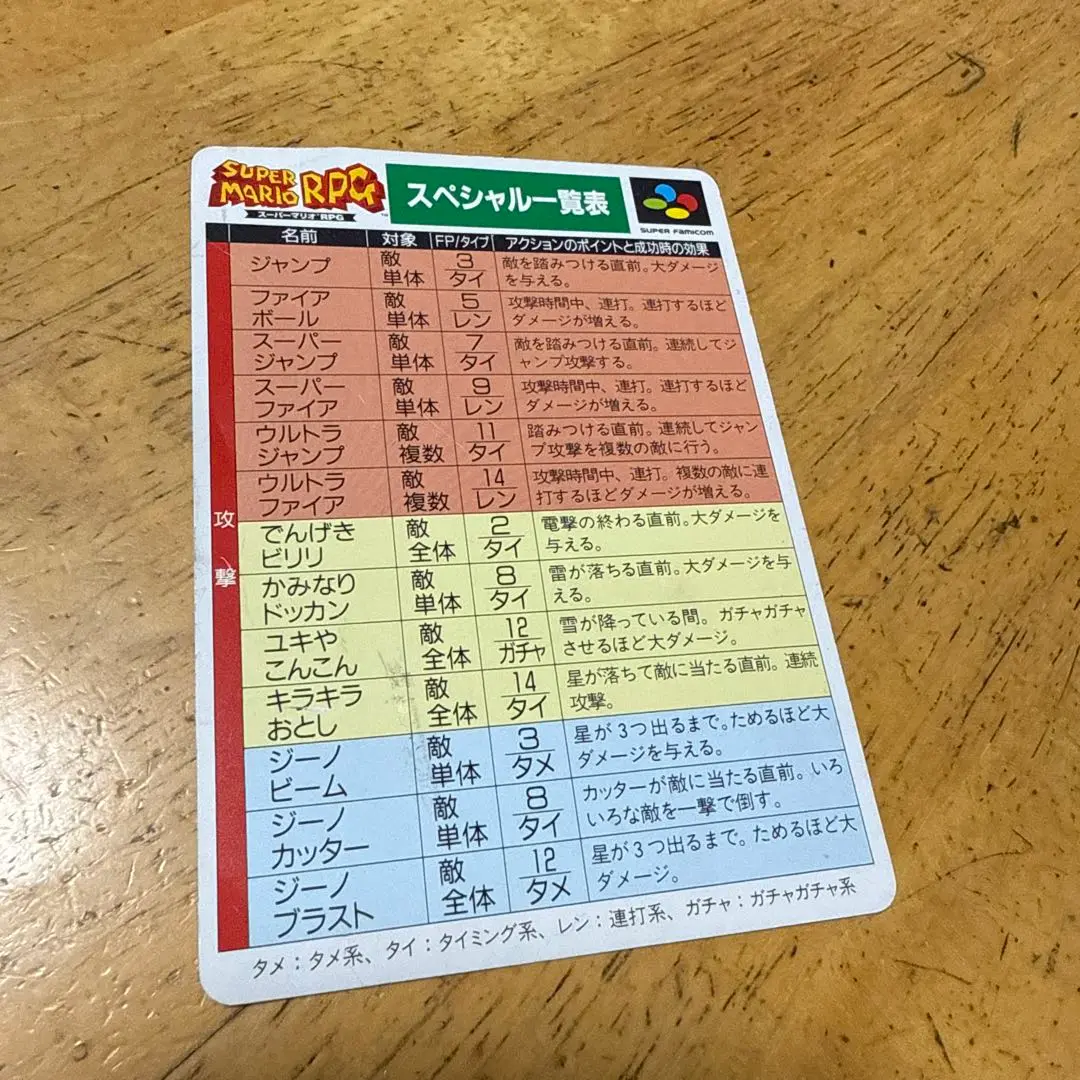 SUPER MARIO RPG™
スーパーマリオRPG
スペシャル一覧表
SUPER FAMICOM
名前 対象 FP/タイプ アクションのポイントと成功時の効果
攻撃
ジャンプ 敵単体 3 タイ 敵を踏みつける直前。大ダメージ
を与える。
ファイア 敵 5 攻撃時間中、連打。連打するほど
ボール 単体 レン ダメージが増える。
スーパー 敵 7 敵を踏みつける直前。連続してジ
ジャンプ 単体 タイ ャンプ攻撃する。
スーパー 敵 9 攻撃時間中、連打。連打するほど
ファイア 単体 レン ダメージが増える。
ウルトラ 敵 11 踏みつける直前。連続してジャン
ジャンプ 複数 タイ プ攻撃を複数の敵に行う。
ウルトラ 敵 14 攻撃時間中、連打。複数の敵に連
ファイア 複数 レン 打するほどダメージが増える。
でんげき 敵 2 電撃の終わる直前。大ダメージを
ビリリ 全体 タイ 与える。
かみなり 敵 8 雷が落ちる直前。大ダメージを与
ドッカン 単体 タイ える。
ユキや 敵 12 雪が降っている間。ガチャガチャ
こんこん 全体 ガチャ させるほど大ダメージ。
キラキラ 敵 14 星が落ちて敵に当たる直前。連続
おとし 全体 タイ 攻撃。
ジーノ 敵 3 星が3つ出るまで。ためるほど大
ビーム 単体 タメ ダメージを与える。
ジーノ 敵 8 カッターが敵に当たる直前。いろ
カッター 単体 タイ いろな敵を一撃で倒す。
ジーノ 敵 12 星が3つ出るまで。ためるほど大
ブラスト 全体 タメ ダメージ。
タメ：タメ系、タイ：タイミング系、レン：連打系、ガチャ：ガチャガチャ系